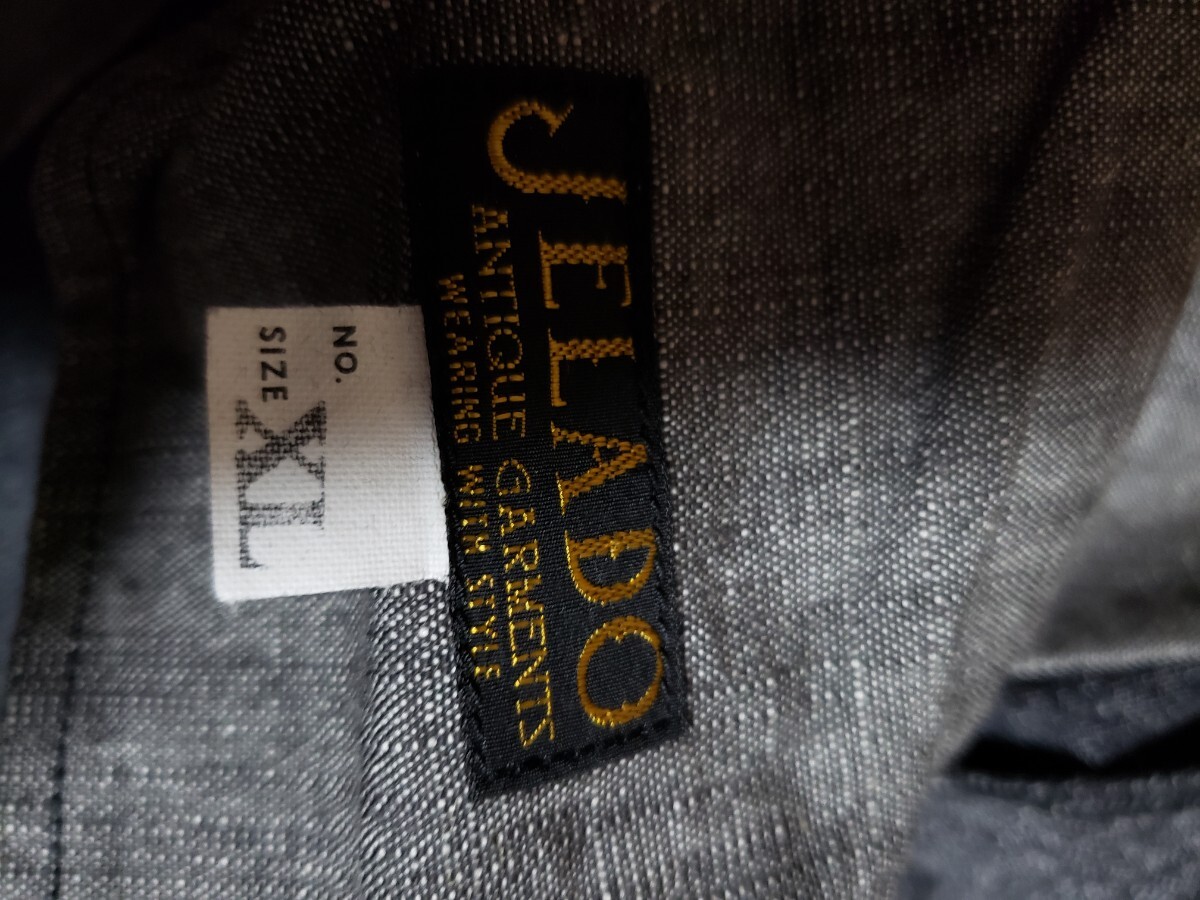 JELADO
ANTIQUE GARMENTS
WEARING WITH STYLE
NO.
SIZE XL